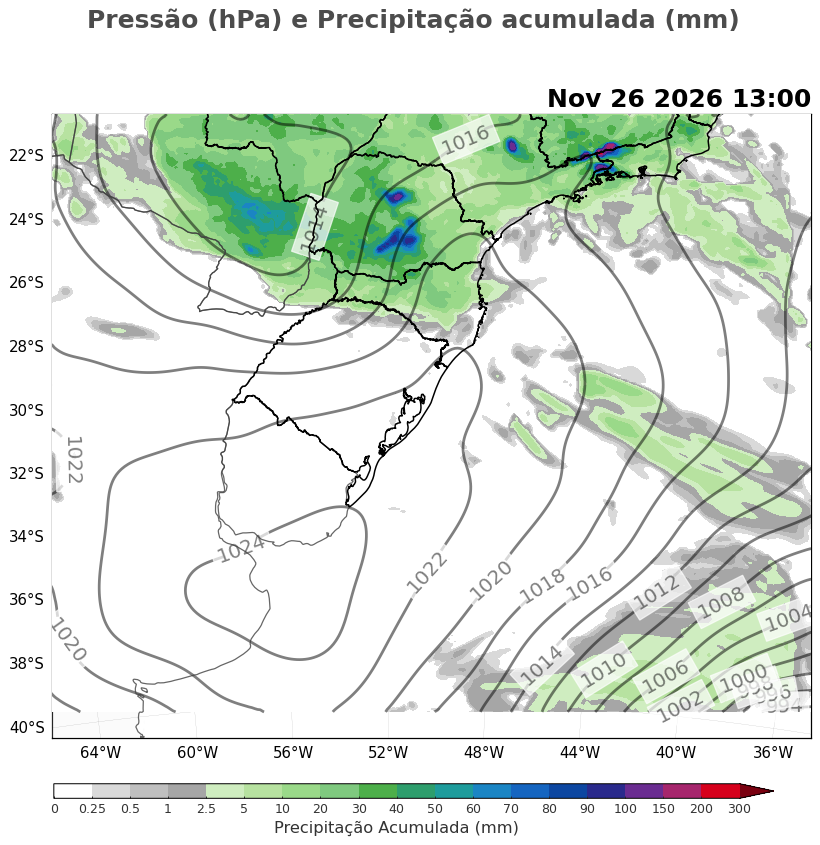 Pressão (hPa) e Precipitação acumulada (mm)
Nov 26 2026 13:00
22°S
24°S
26°S
28°S
30°S
32°S
34°S
36°S
38°S
40°S
1016
1014
1022
1024
1020
1022
1020
1018
1016
1014
1012
1010
1008
1006
1004
1002
1000
998
996
994
64°W 60°W 56°W 52°W 48°W 44°W 40°W 36°W
0 0.25 0.5 1 2.5 5 10 20 30 40 50 60 70 80 90 100 150 200 300
Precipitação Acumulada (mm)